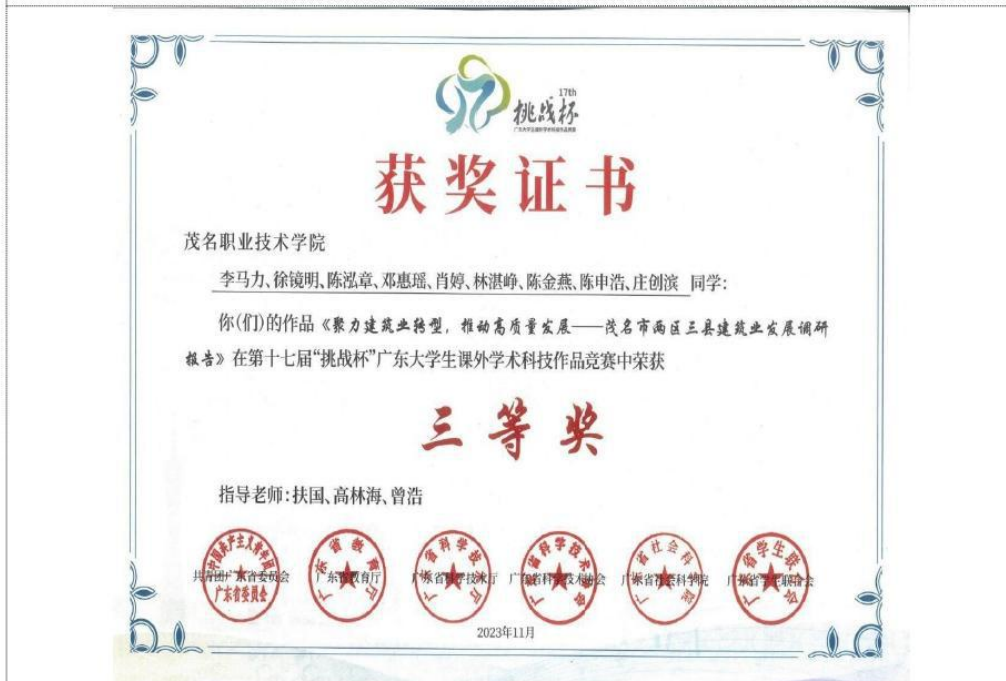 17th
挑战杯
获奖证书
茂名职业技术学院
李马力、徐镜明、陈泓章、邓惠瑶、肖婷、林湛峥、陈金燕、陈申浩、庄创滨 同学：
你(们)的作品《聚力建筑业转型，推动高质量发展——茂名市两区三县建筑业发展调研
报告》在第十七届“挑战杯”广东大学生课外学术科技作品竞赛中荣获
三等奖
指导老师：扶国、高林海、曾浩
共青团广东省委员会 广东省教育厅 广东省科学技术厅 广东省科学技术协会 广东省社会科学院 广东省学生联合会
广东省委员会
2023年11月